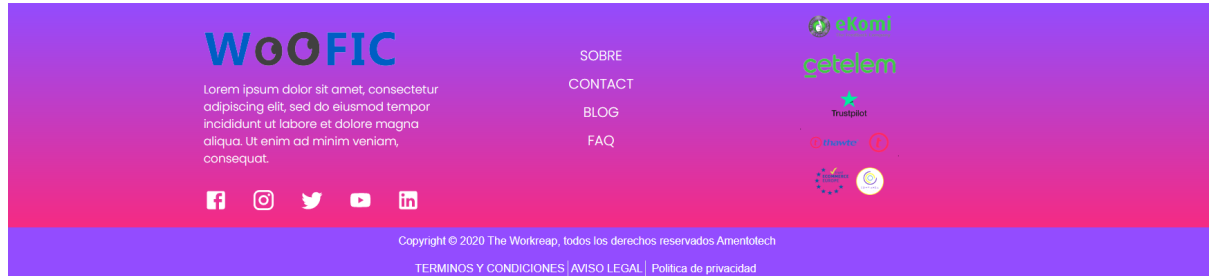 WOOFIC
Lorem ipsum dolor sit amet, consectetur
adipiscing elit, sed do eiusmod tempor
incididunt ut labore et dolore magna
aliqua. Ut enim ad minim veniam,
consequat.
SOBRE
CONTACT
BLOG
FAQ
eKomi
cetelem
Trustpilot
Copyright © 2020 The Workreap, todos los derechos reservados Amentotech
TERMINOS Y CONDICIONES| AVISO LEGAL| Politica de privacidad